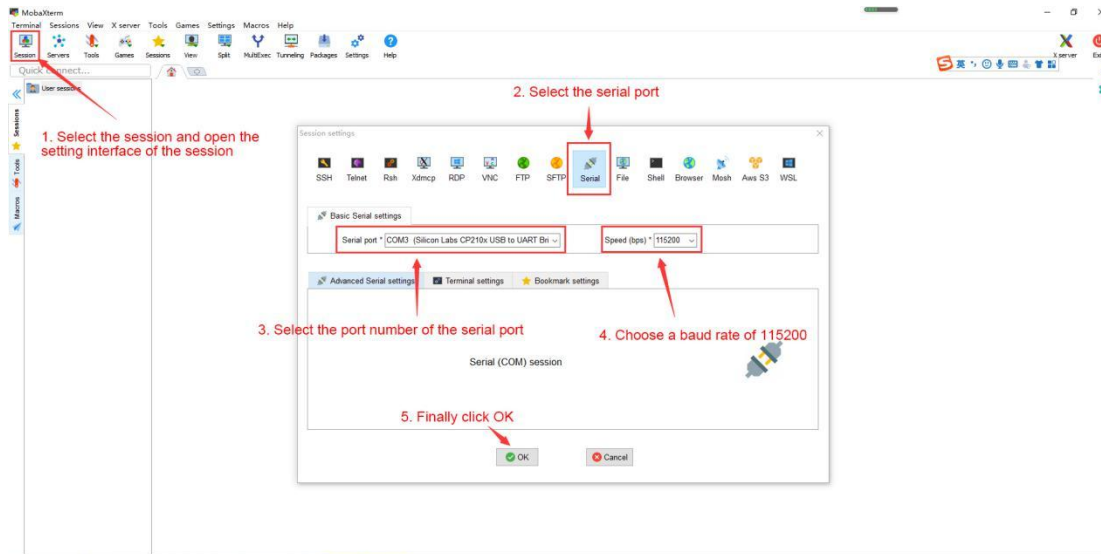 MobaXterm
Terminal Sessions View X server Tools Games Settings Macros Help
Session Servers Tools Games Sessions View Split MultiExec Tunneling Packages Settings Help
X server
Quick connect...
英
User sessions
Sessions
Tools
Macros
1. Select the session and open the
setting interface of the session
2. Select the serial port
Session settings
SSH Telnet Rsh Xdmcp RDP VNC FTP SFTP Serial File Shell Browser Mosh Aws S3 WSL
Basic Serial settings
Serial port * COM3 (Silicon Labs CP210x USB to UART Bri
Speed (bps) * 115200
Advanced Serial settings Terminal settings Bookmark settings
3. Select the port number of the serial port
4. Choose a baud rate of 115200
Serial (COM) session
5. Finally click OK
OK Cancel